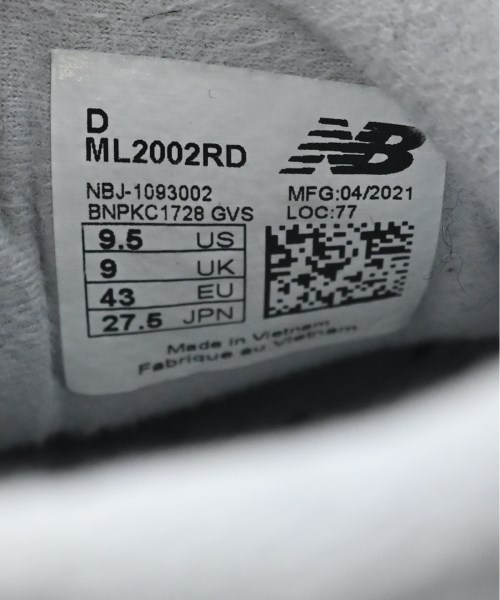 D
ML2002RD
NB
NBJ-1093002
BNPKC1728 GVS
MFG:04/2021
LOC:77
9.5 US
9 UK
43 EU
27.5 JPN
Made in Vietnam
Fabrique au Vietnam